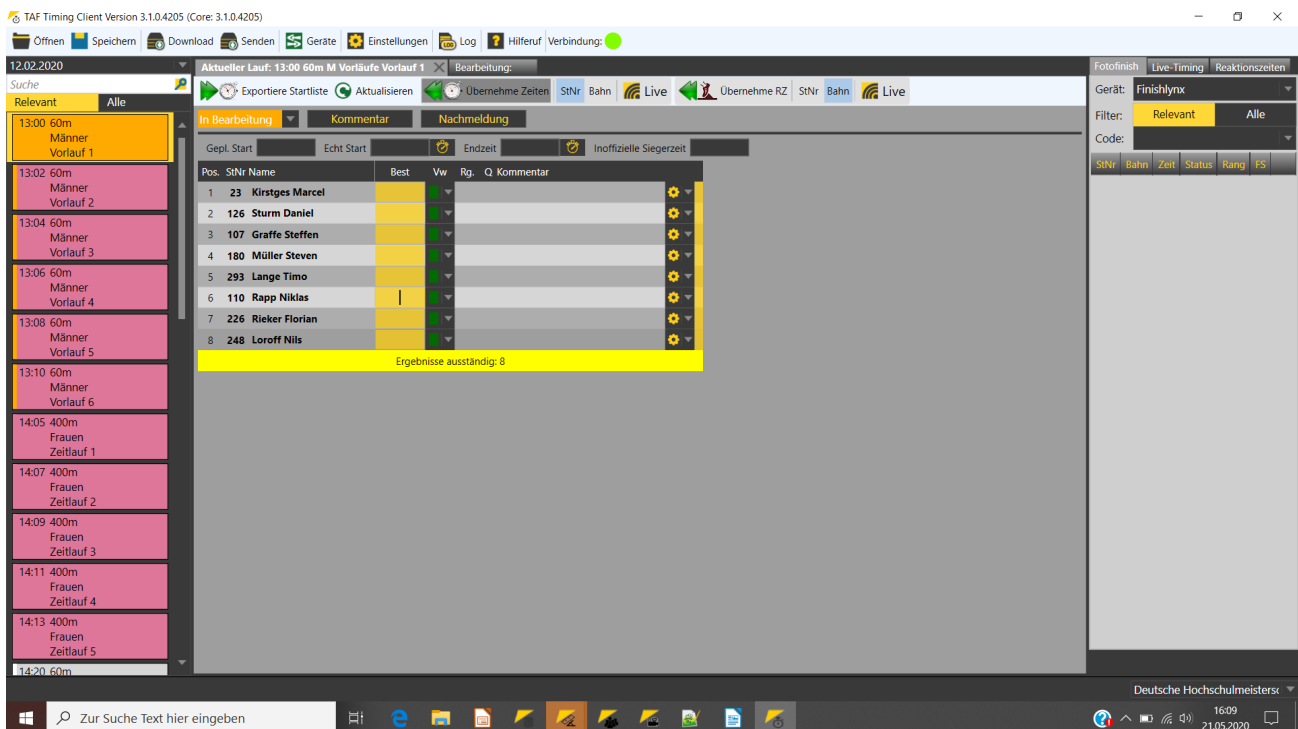 TAF Timing Client Version 3.1.0.4205 (Core: 3.1.0.4205)
Öffnen Speichern Download Senden Geräte Einstellungen Log Hilferuf Verbindung:
12.02.2020
Suche
Relevant Alle
13:00 60m
Männer
Vorlauf 1
13:02 60m
Männer
Vorlauf 2
13:04 60m
Männer
Vorlauf 3
13:06 60m
Männer
Vorlauf 4
13:08 60m
Männer
Vorlauf 5
13:10 60m
Männer
Vorlauf 6
14:05 400m
Frauen
Zeitlauf 1
14:07 400m
Frauen
Zeitlauf 2
14:09 400m
Frauen
Zeitlauf 3
14:11 400m
Frauen
Zeitlauf 4
14:13 400m
Frauen
Zeitlauf 5
14:20 60m
Aktueller Lauf: 13:00 60m M Vorläufe Vorlauf 1 Bearbeitung:
Exportiere Startliste Aktualisieren Übernehme Zeiten StNr Bahn Live Übernehme RZ StNr Bahn Live
In Bearbeitung Kommentar Nachmeldung
Gepl. Start Echt Start Endzeit Inoffizielle Siegerzeit
Pos. StNr Name Best Vw Rg. Q Kommentar
1 23 Kirstges Marcel
2 126 Sturm Daniel
3 107 Graffe Steffen
4 180 Müller Steven
5 293 Lange Timo
6 110 Rapp Niklas
7 226 Rieker Florian
8 248 Loroff Nils
Ergebnisse ausständig: 8
Fotofinish Live-Timing Reaktionszeiten
Gerät: Finishlynx
Filter: Relevant Alle
Code:
StNr Bahn Zeit Status Rang FS
Deutsche Hochschulmeistersc
Zur Suche Text hier eingeben
16:09
21.05.2020